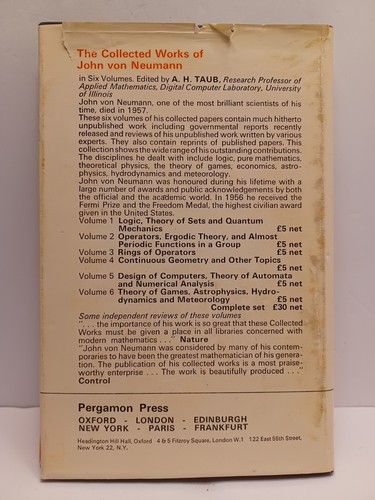 The Collected Works of
John von Neumann
in Six Volumes. Edited by A. H. TAUB, Research Professor of
Applied Mathematics, Digital Computer Laboratory, University
of Illinois
John von Neumann, one of the most brilliant scientists of his
time, died in 1957.
These six volumes of his collected papers contain much hitherto
unpublished work including governmental reports recently
released and reviews of his unpublished work written by various
experts. They also contain reprints of published papers. This
collection shows the wide range of his outstanding contributions.
The disciplines he dealt with include logic, pure mathematics,
theoretical physics, the theory of games, economics, astro-
physics, hydrodynamics and meteorology.
John von Neumann was honoured during his lifetime with a
large number of awards and public acknowledgements by both
the official and the academic world. In 1956 he received the
Fermi Prize and the Freedom Medal, the highest civilian award
given in the United States.
Volume 1 Logic, Theory of Sets and Quantum
Mechanics £5 net
Volume 2 Operators, Ergodic Theory, and Almost
Periodic Functions in a Group £5 net
Volume 3 Rings of Operators £5 net
Volume 4 Continuous Geometry and Other Topics
£5 net
Volume 5 Design of Computers, Theory of Automata
and Numerical Analysis £5 net
Volume 6 Theory of Games, Astrophysics, Hydro-
dynamics and Meteorology £5 net
Complete set £30 net
Some independent reviews of these volumes
". . . the importance of his work is so great that these Collected
Works must be given a place in all libraries concerned with
modern mathematics . . ." Nature
"John von Neumann was considered by many of his contem-
poraries to have been the greatest mathematician of his genera-
tion. The publication of his collected works is a most praise-
worthy enterprise . . . The work is beautifully produced . . ."
Control
Pergamon Press
OXFORD - LONDON - EDINBURGH
NEW YORK - PARIS - FRANKFURT
Headington Hill Hall, Oxford 4 & 5 Fitzroy Square, London W.1 122 East 55th Street,
New York 22, N.Y.